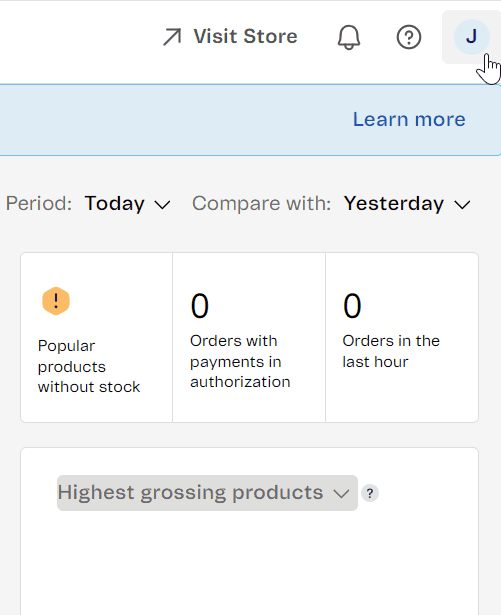 Visit Store
J
Learn more
Period: Today Compare with: Yesterday
!
Popular
products
without stock
0
Orders with
payments in
authorization
0
Orders in the
last hour
Highest grossing products ?